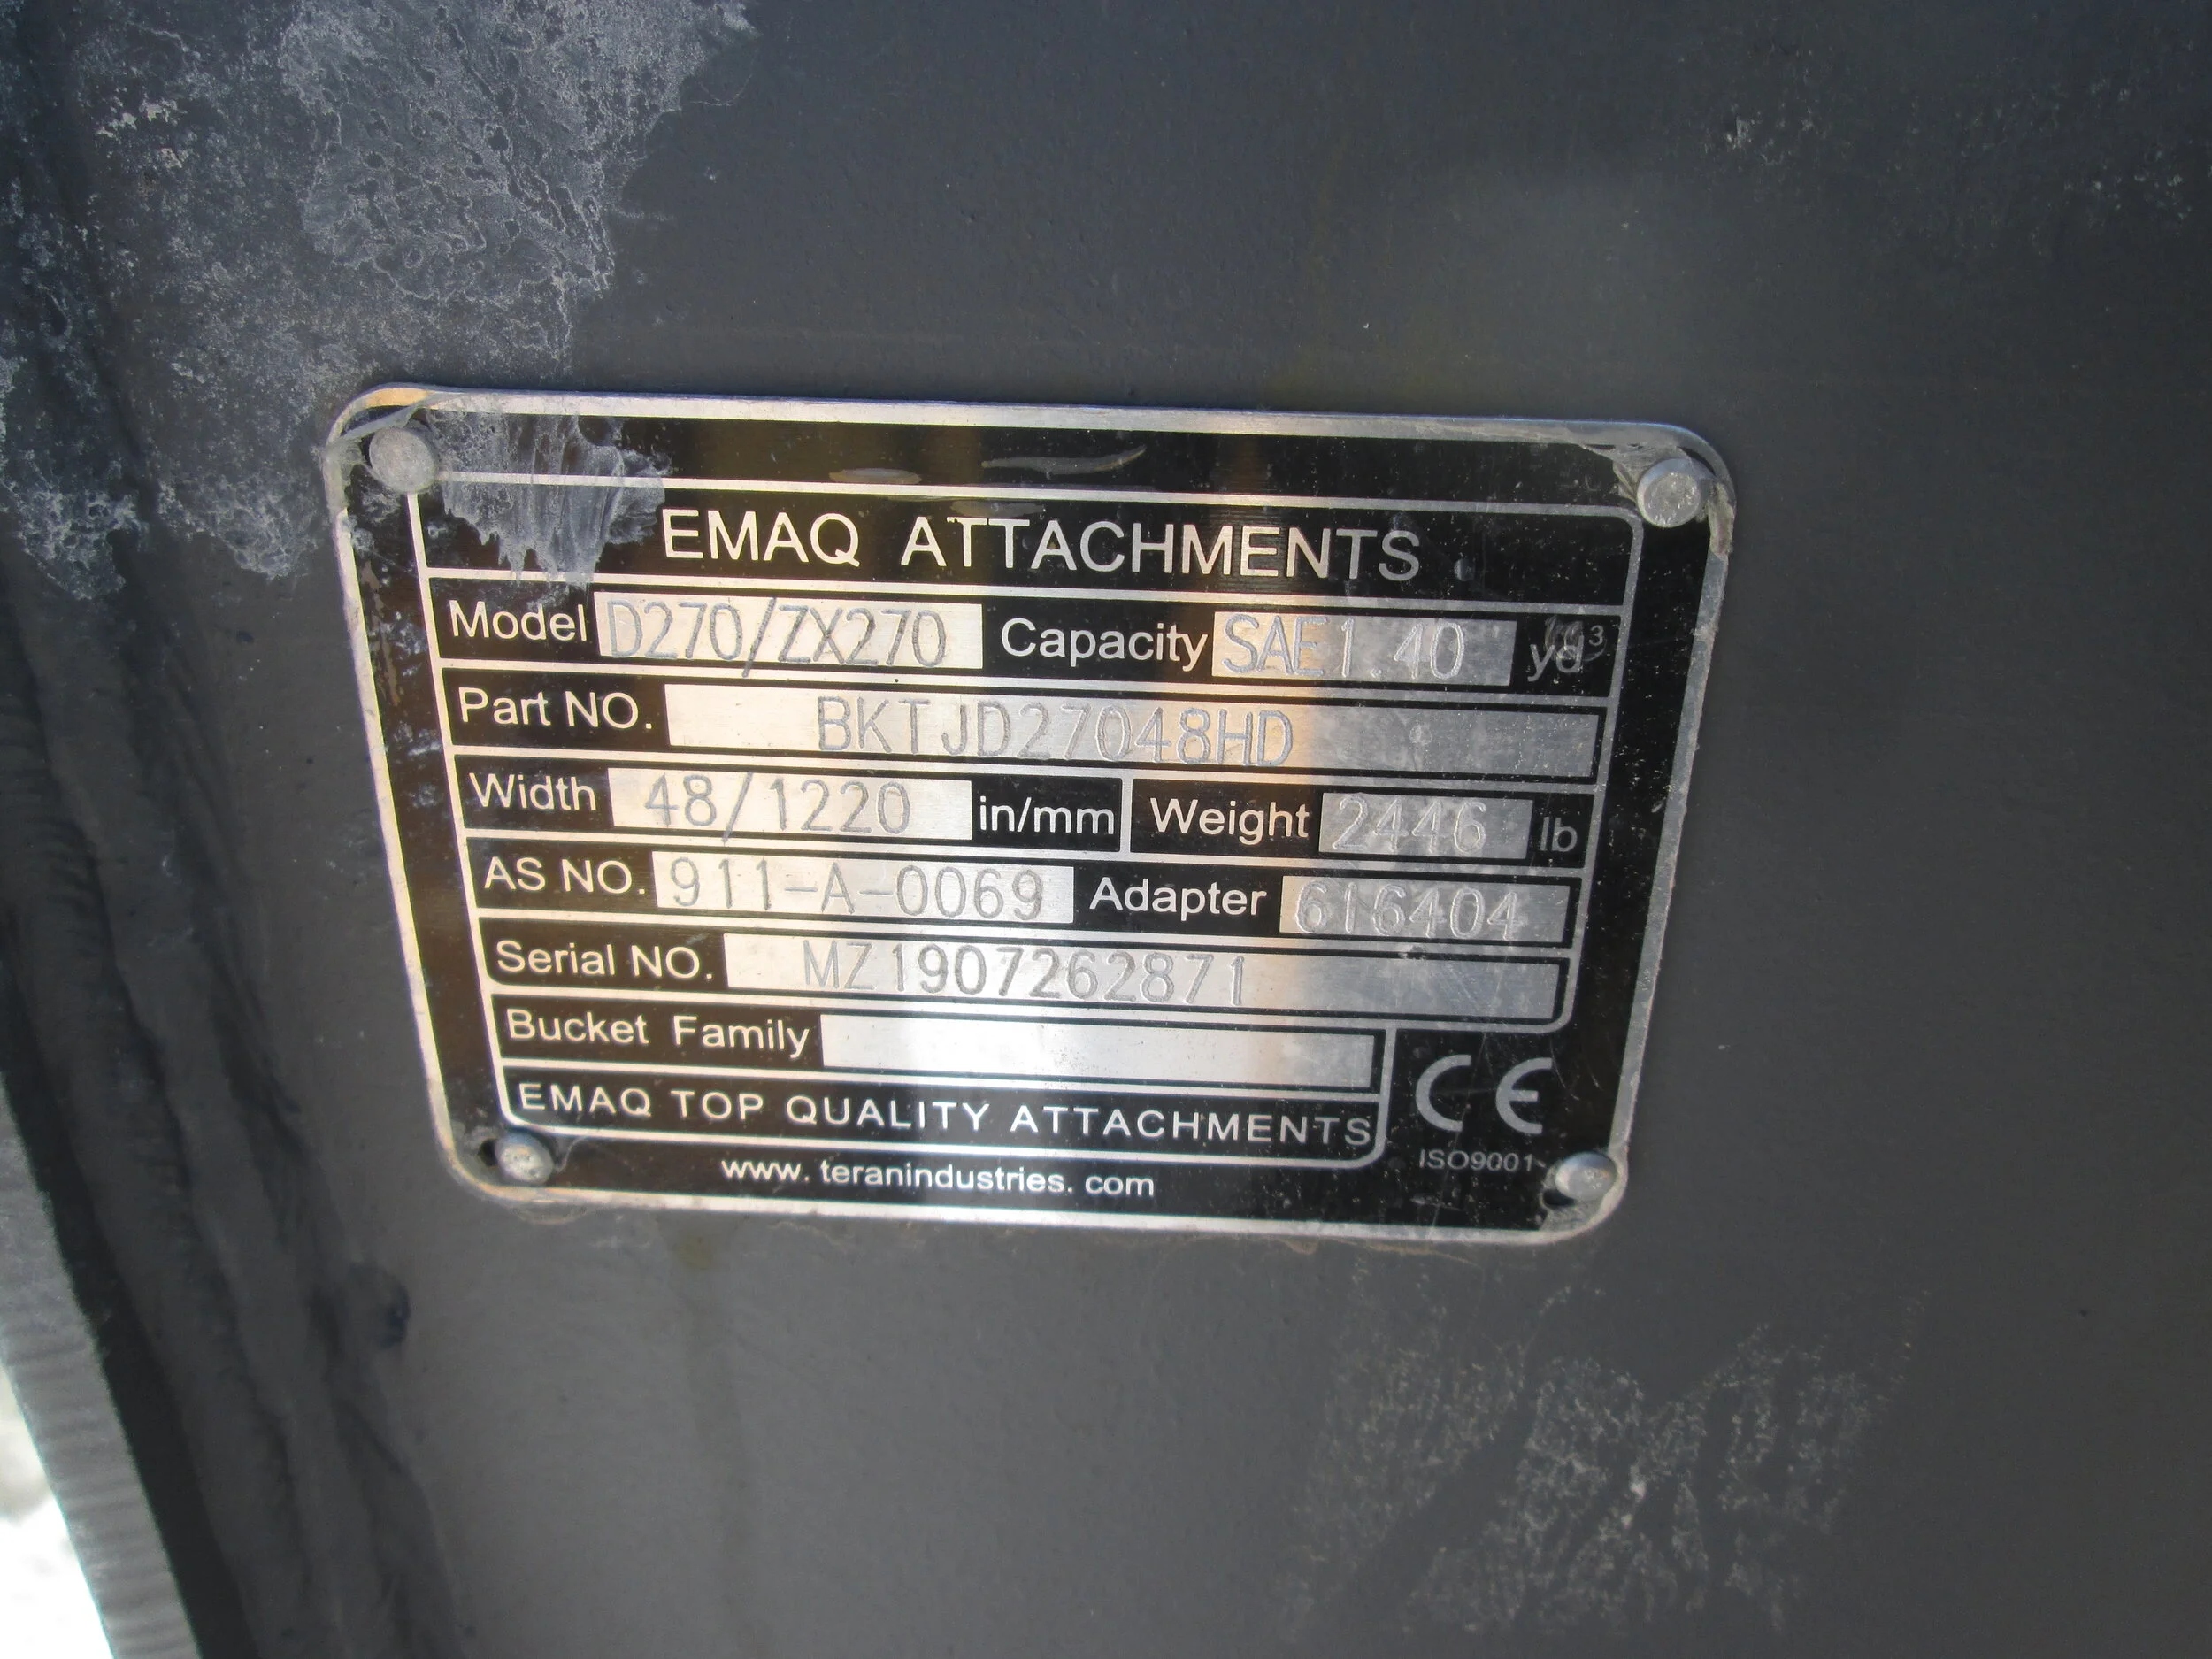 EMAQ ATTACHMENTS
Model D270/ZX270 Capacity SAE1.40 yd³
Part NO. BKTJD27048HD
Width 48/1220 in/mm Weight 2446 lb
AS NO. 911-A-0069 Adapter 616404
Serial NO. MZ1907262871
Bucket Family
EMAQ TOP QUALITY ATTACHMENTS
CE
ISO9001
www. teranindustries. com